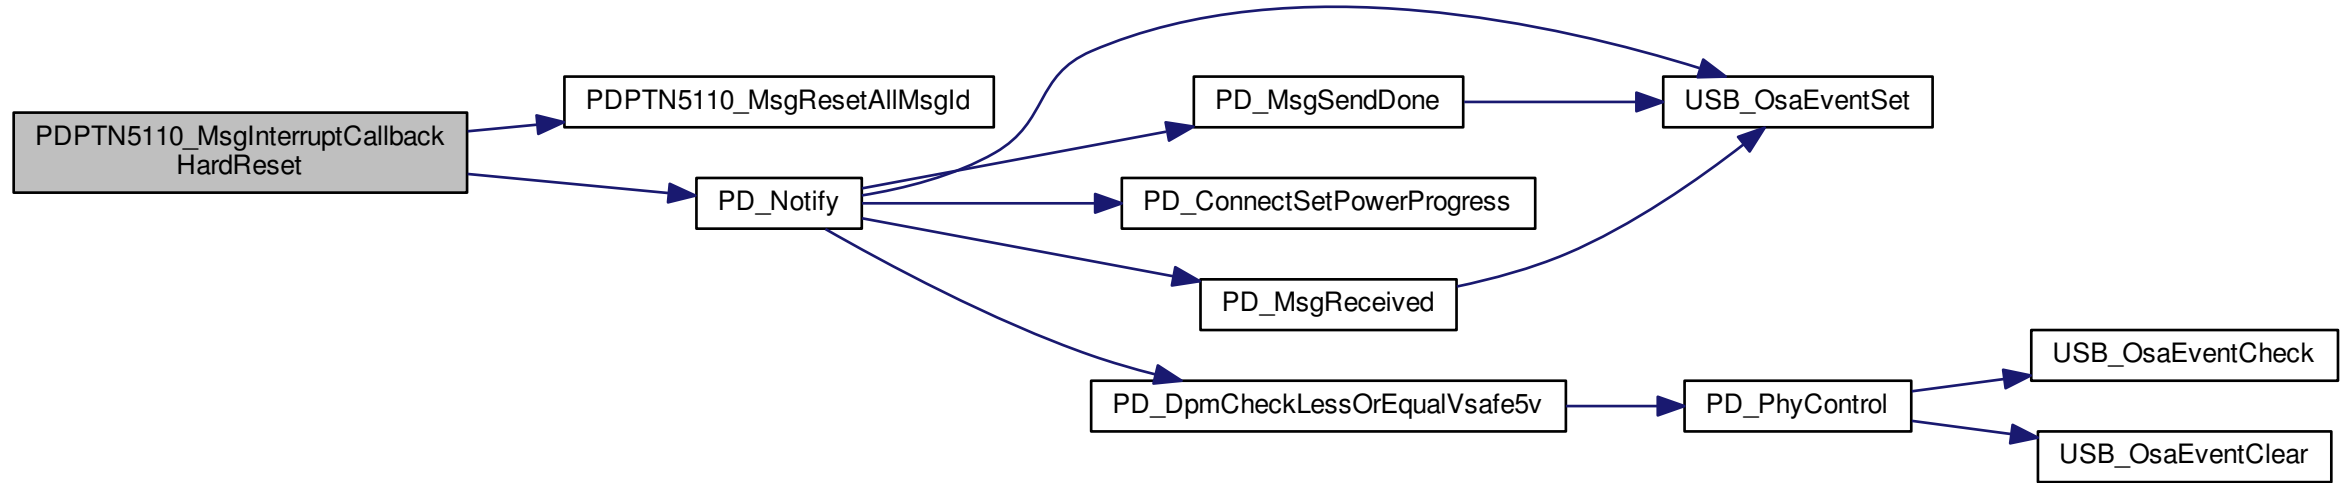 PDPTN5110_MsgInterruptCallback
HardReset
PDPTN5110_MsgResetAllMsgId
PD_Notify
PD_MsgSendDone
USB_OsaEventSet
PD_ConnectSetPowerProgress
PD_MsgReceived
PD_DpmCheckLessOrEqualVsafe5v
PD_PhyControl
USB_OsaEventCheck
USB_OsaEventClear